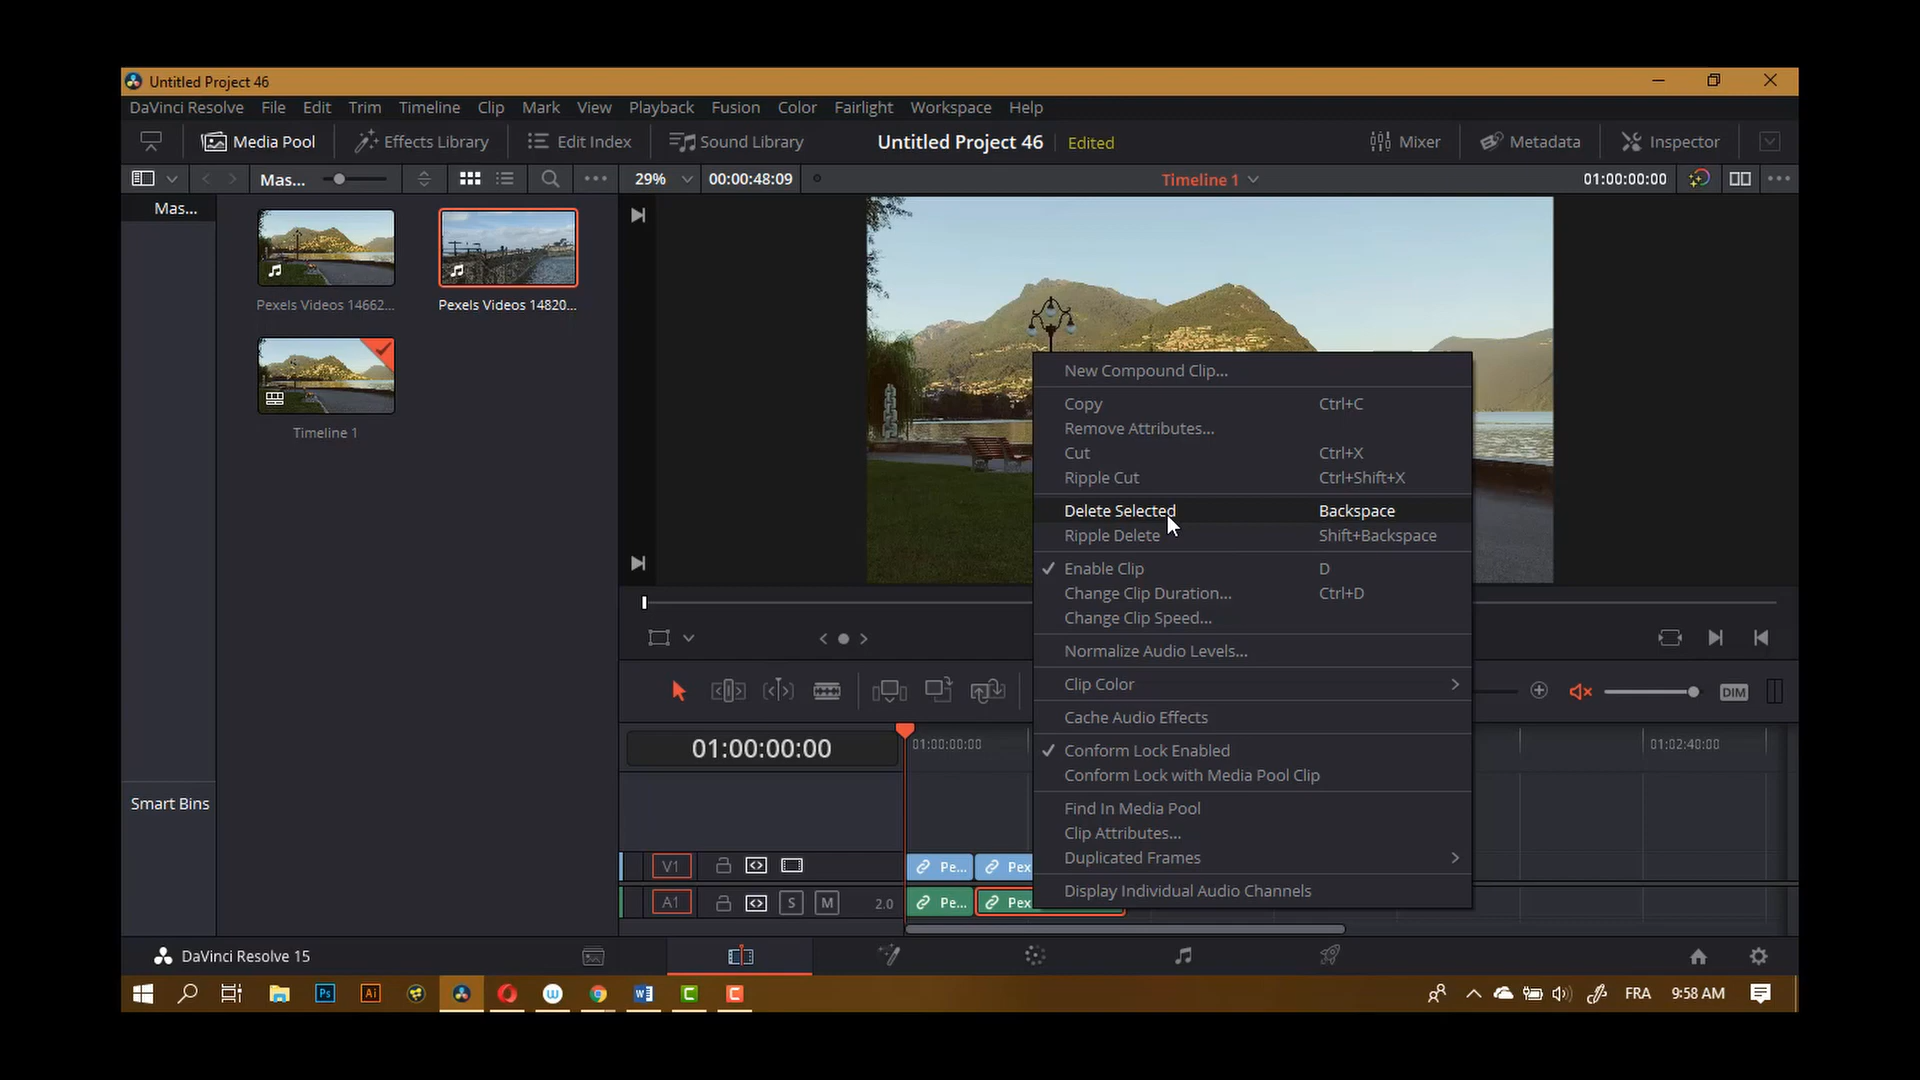 Untitled Project 46
DaVinci Resolve File Edit Trim Timeline Clip Mark View Playback Fusion Color Fairlight Workspace Help
Media Pool Effects Library Edit Index Sound Library Untitled Project 46 Edited Mixer Metadata Inspector
Mas... 29% 00:00:48:09 Timeline 1 01:00:00:00
Mas...
Pexels Videos 14662... Pexels Videos 14820...
Timeline 1
New Compound Clip...
Copy Ctrl+C
Remove Attributes...
Cut Ctrl+X
Ripple Cut Ctrl+Shift+X
Delete Selected Backspace
Ripple Delete Shift+Backspace
Enable Clip D
Change Clip Duration... Ctrl+D
Change Clip Speed...
Normalize Audio Levels...
Clip Color
Cache Audio Effects
Conform Lock Enabled
Conform Lock with Media Pool Clip
Find In Media Pool
Clip Attributes...
Duplicated Frames
Display Individual Audio Channels
DIM
01:00:00:00 01:00:00:00 01:02:40:00
Smart Bins
V1 Pe... Pex
A1 S M 2.0 Pe... Pex
DaVinci Resolve 15
Ps Ai W C C FRA 9:58 AM